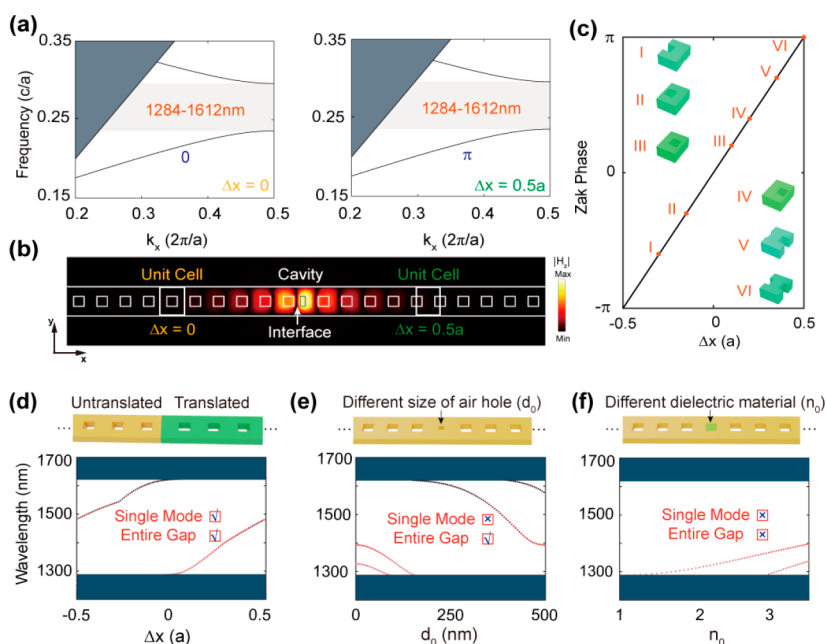 (a)
0.35
0.25
0.15
Frequency (c/a)
1284-1612nm
0
Δx = 0
0.2 0.3 0.4 0.5
kx (2π/a)
0.35
0.25
0.15
1284-1612nm
π
Δx = 0.5a
0.2 0.3 0.4 0.5
kx (2π/a)
(b)
Unit Cell Cavity Unit Cell
Δx = 0 Interface Δx = 0.5a
y
x
|Hz|
Max
Min
(c)
π
0
-π
Zak Phase
I
II
III
IV
V
VI
I
II
III
IV
V
VI
-0.5 0 0.5
Δx (a)
(d)
Untranslated Translated
... ...
1700
1500
1300
Wavelength (nm)
Single Mode
Entire Gap
-0.5 0 0.5
Δx (a)
(e)
Different size of air hole (d0)
... ...
1700
1500
1300
Single Mode
Entire Gap
0 250 500
d0 (nm)
(f)
Different dielectric material (n0)
... ...
1700
1500
1300
Single Mode
Entire Gap
1 2 3
n0